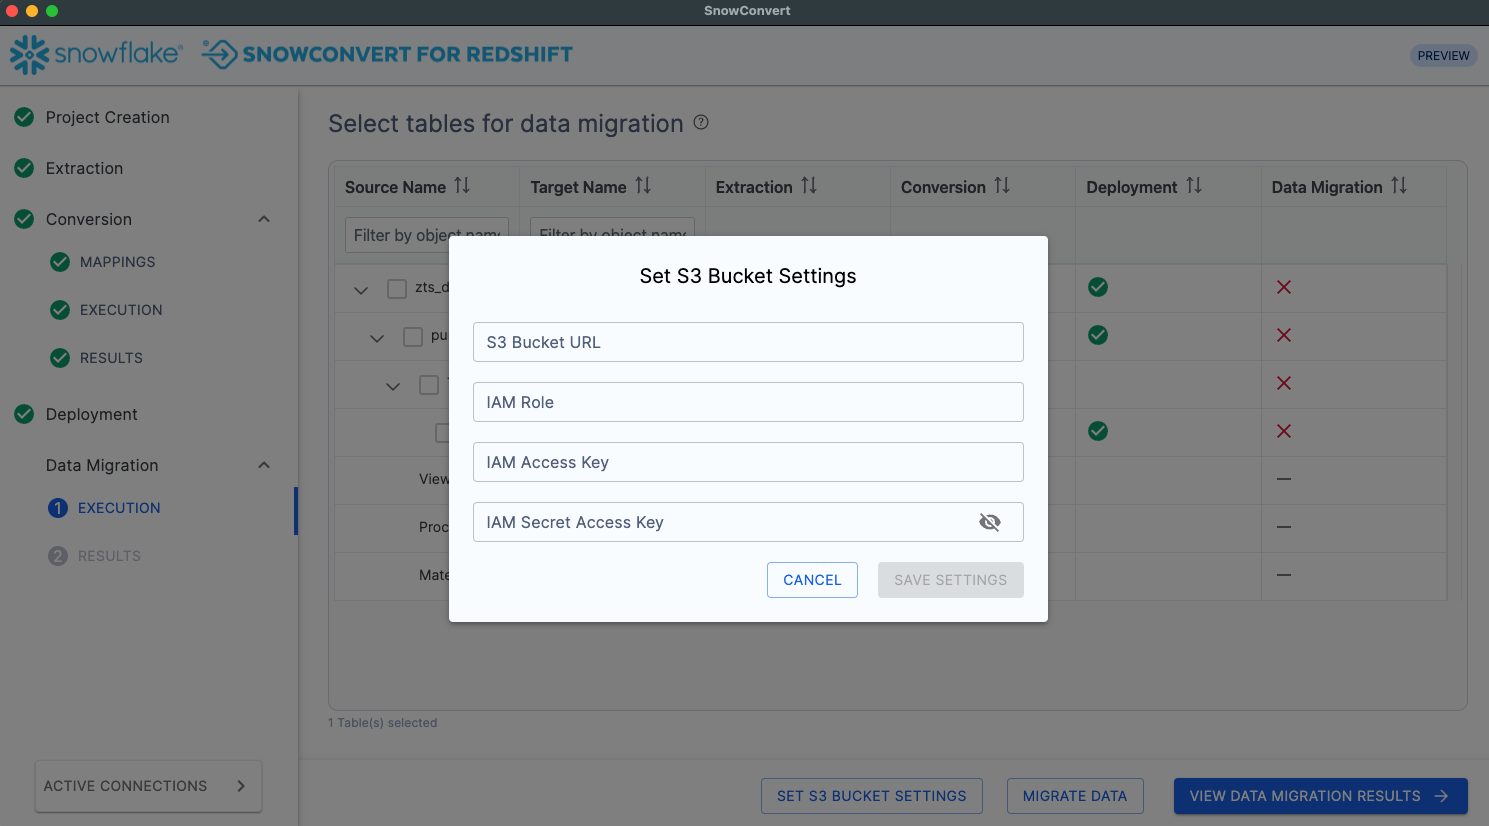 SnowConvert
snowflake® SNOWCONVERT FOR REDSHIFT
PREVIEW
Project Creation
Extraction
Conversion
MAPPINGS
EXECUTION
RESULTS
Deployment
Data Migration
1 EXECUTION
2 RESULTS
ACTIVE CONNECTIONS
Select tables for data migration
Source Name Target Name Extraction Conversion Deployment Data Migration
Filter by object name Filter by object name
zts_d
pu
View
Proc
Mate
Set S3 Bucket Settings
S3 Bucket URL
IAM Role
IAM Access Key
IAM Secret Access Key
CANCEL SAVE SETTINGS
1 Table(s) selected
SET S3 BUCKET SETTINGS MIGRATE DATA VIEW DATA MIGRATION RESULTS